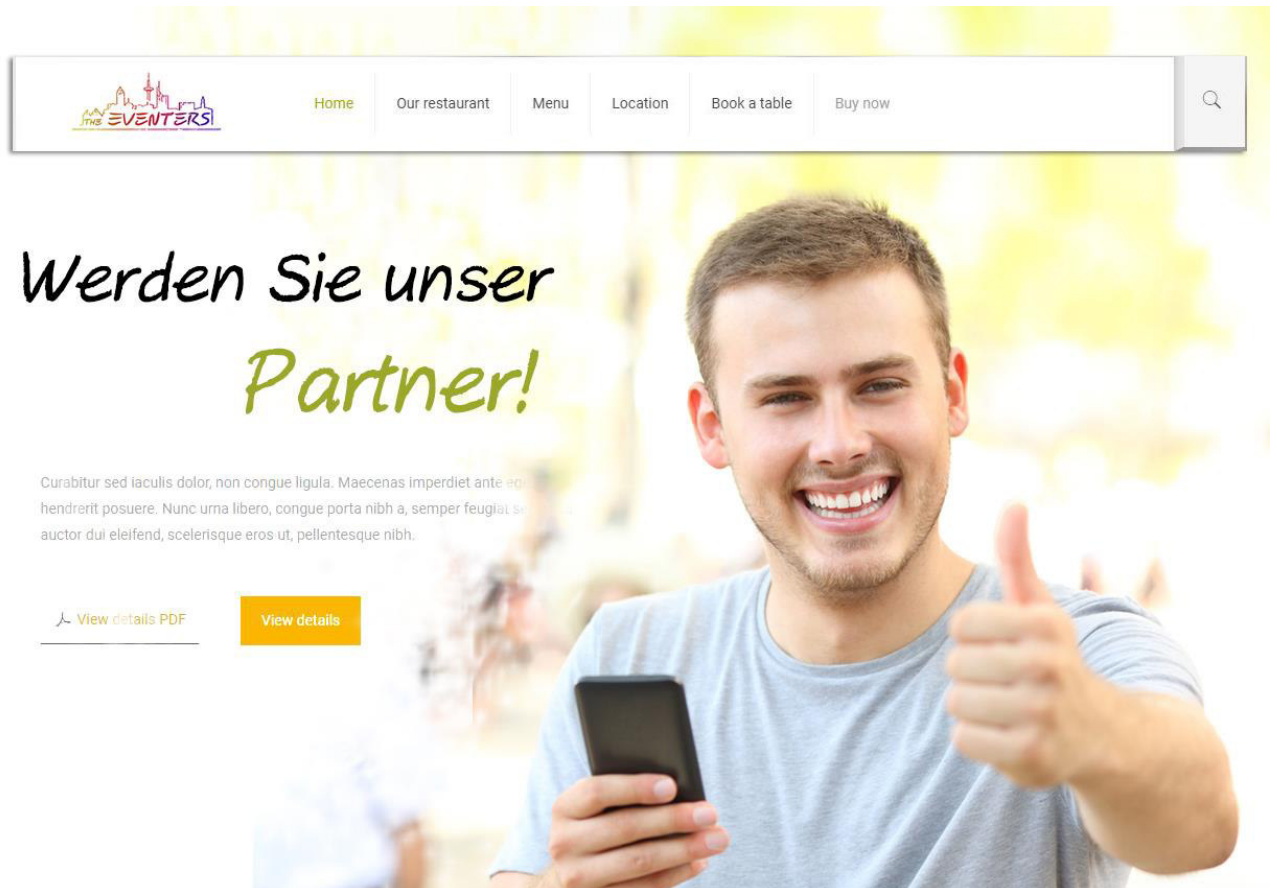 THE EVENTERS
Home Our restaurant Menu Location Book a table Buy now
Werden Sie unser
Partner!
Curabitur sed iaculis dolor, non congue ligula. Maecenas imperdiet ante
hendrerit posuere. Nunc urna libero, congue porta nibh a, semper feugiat
auctor dui eleifend, scelerisque eros ut, pellentesque nibh.
View details PDF View details